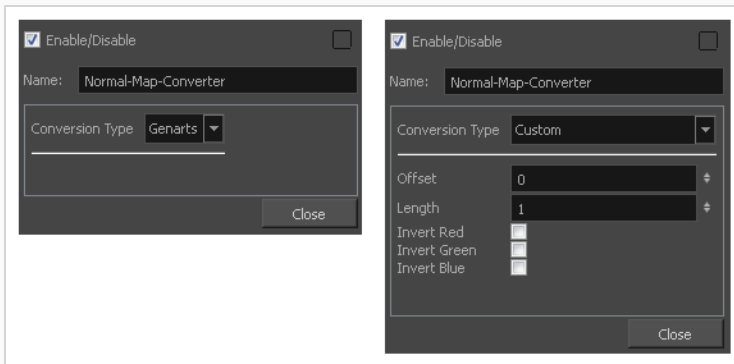 Enable/Disable
Name: Normal-Map-Converter
Conversion Type Genarts
Close
Enable/Disable
Name: Normal-Map-Converter
Conversion Type Custom
Offset 0
Length 1
Invert Red
Invert Green
Invert Blue
Close